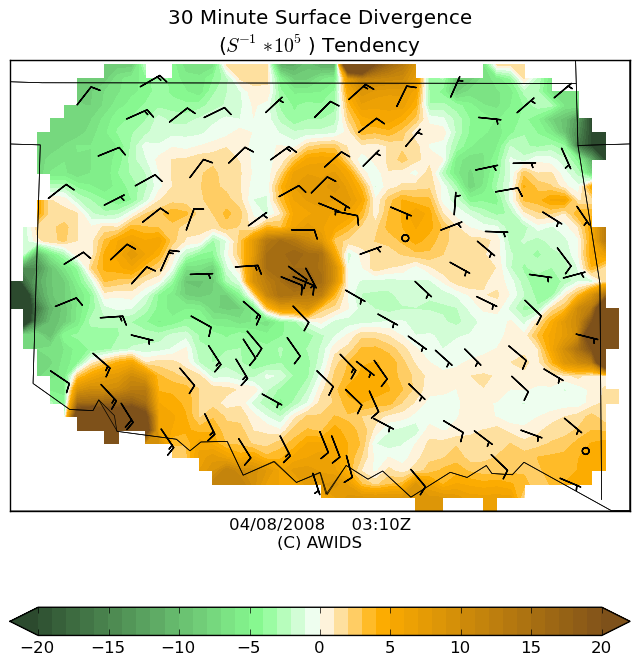 30 Minute Surface Divergence
(S⁻¹ *10⁵ ) Tendency
04/08/2008 03:10Z
(C) AWIDS
−20 −15 −10 −5 0 5 10 15 20